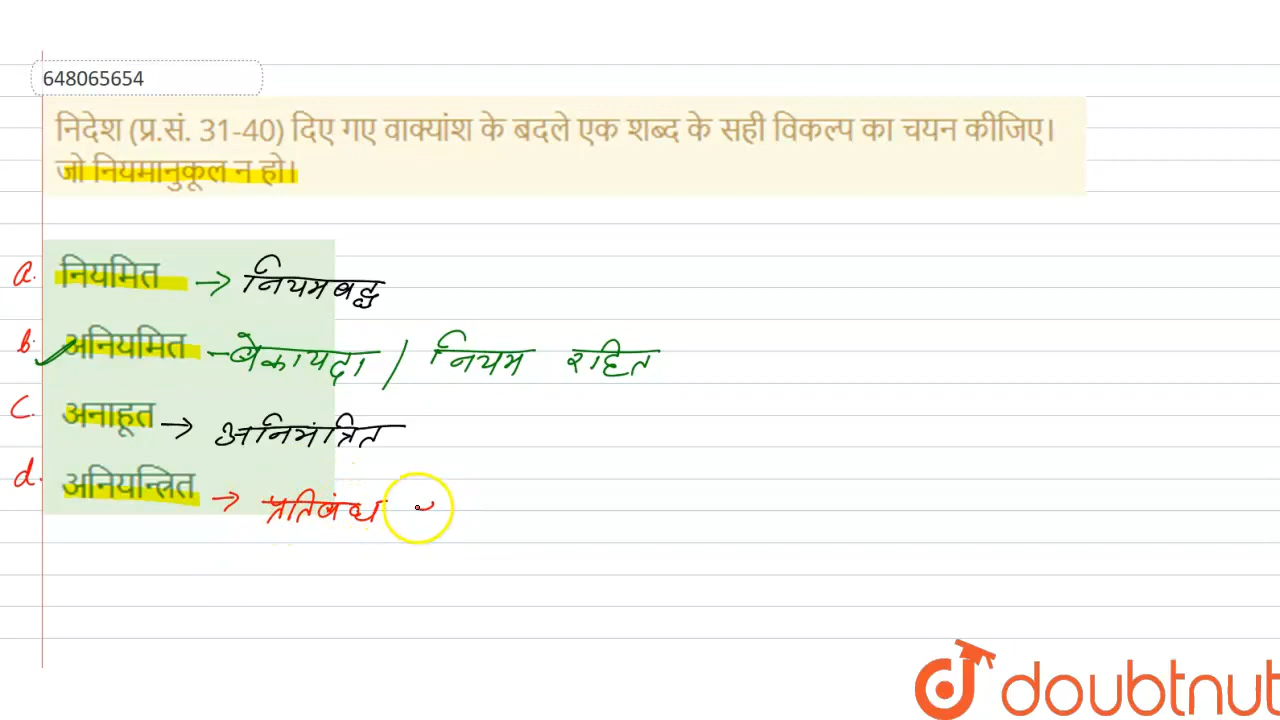 648065654
निदेश (प्र.सं. 31-40) दिए गए वाक्यांश के बदले एक शब्द के सही विकल्प का चयन कीजिए।
जो नियमानुकूल न हो।
a. नियमित → नियमबद्ध
b. अनियमित - बेकायदा / नियम रहित
c. अनाहूत → अनिमंत्रित
d. अनियन्त्रित → प्रतिबंध
doubtnut